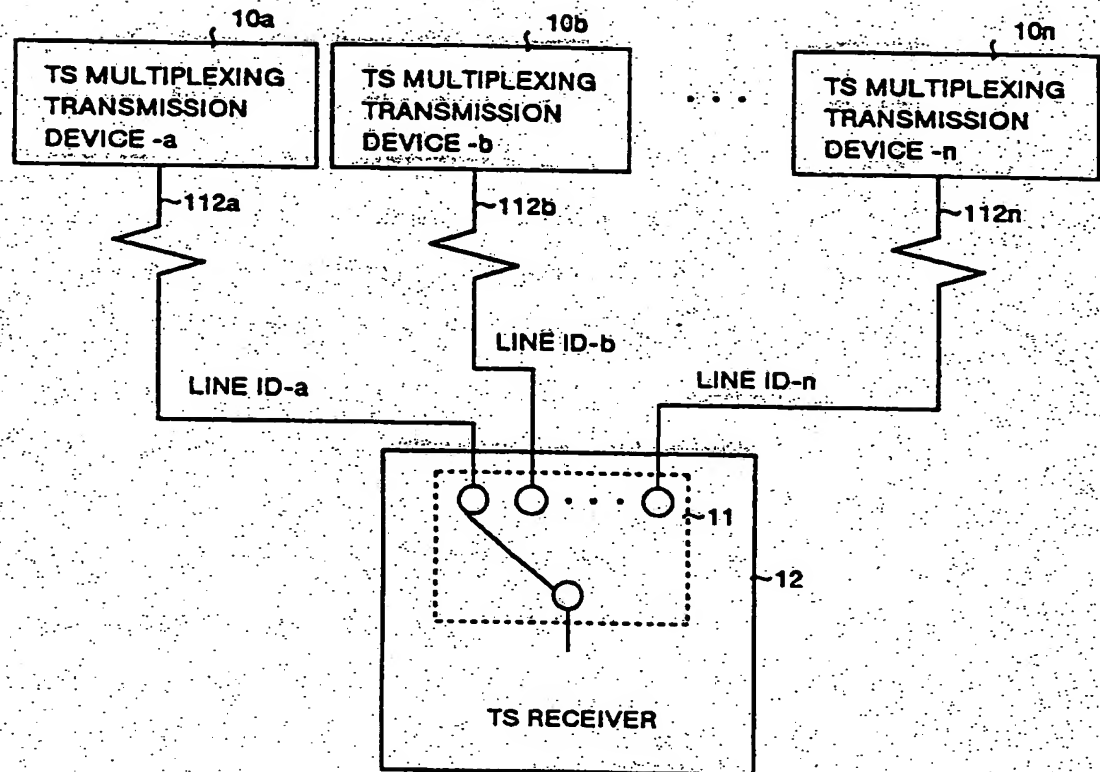 10a
10b
10n
TS MULTIPLEXING
TRANSMISSION
DEVICE -a
TS MULTIPLEXING
TRANSMISSION
DEVICE -b
• • •
TS MULTIPLEXING
TRANSMISSION
DEVICE -n
112a
112b
112n
LINE ID-b
LINE ID-a
LINE ID-n
• • •
11
12
TS RECEIVER